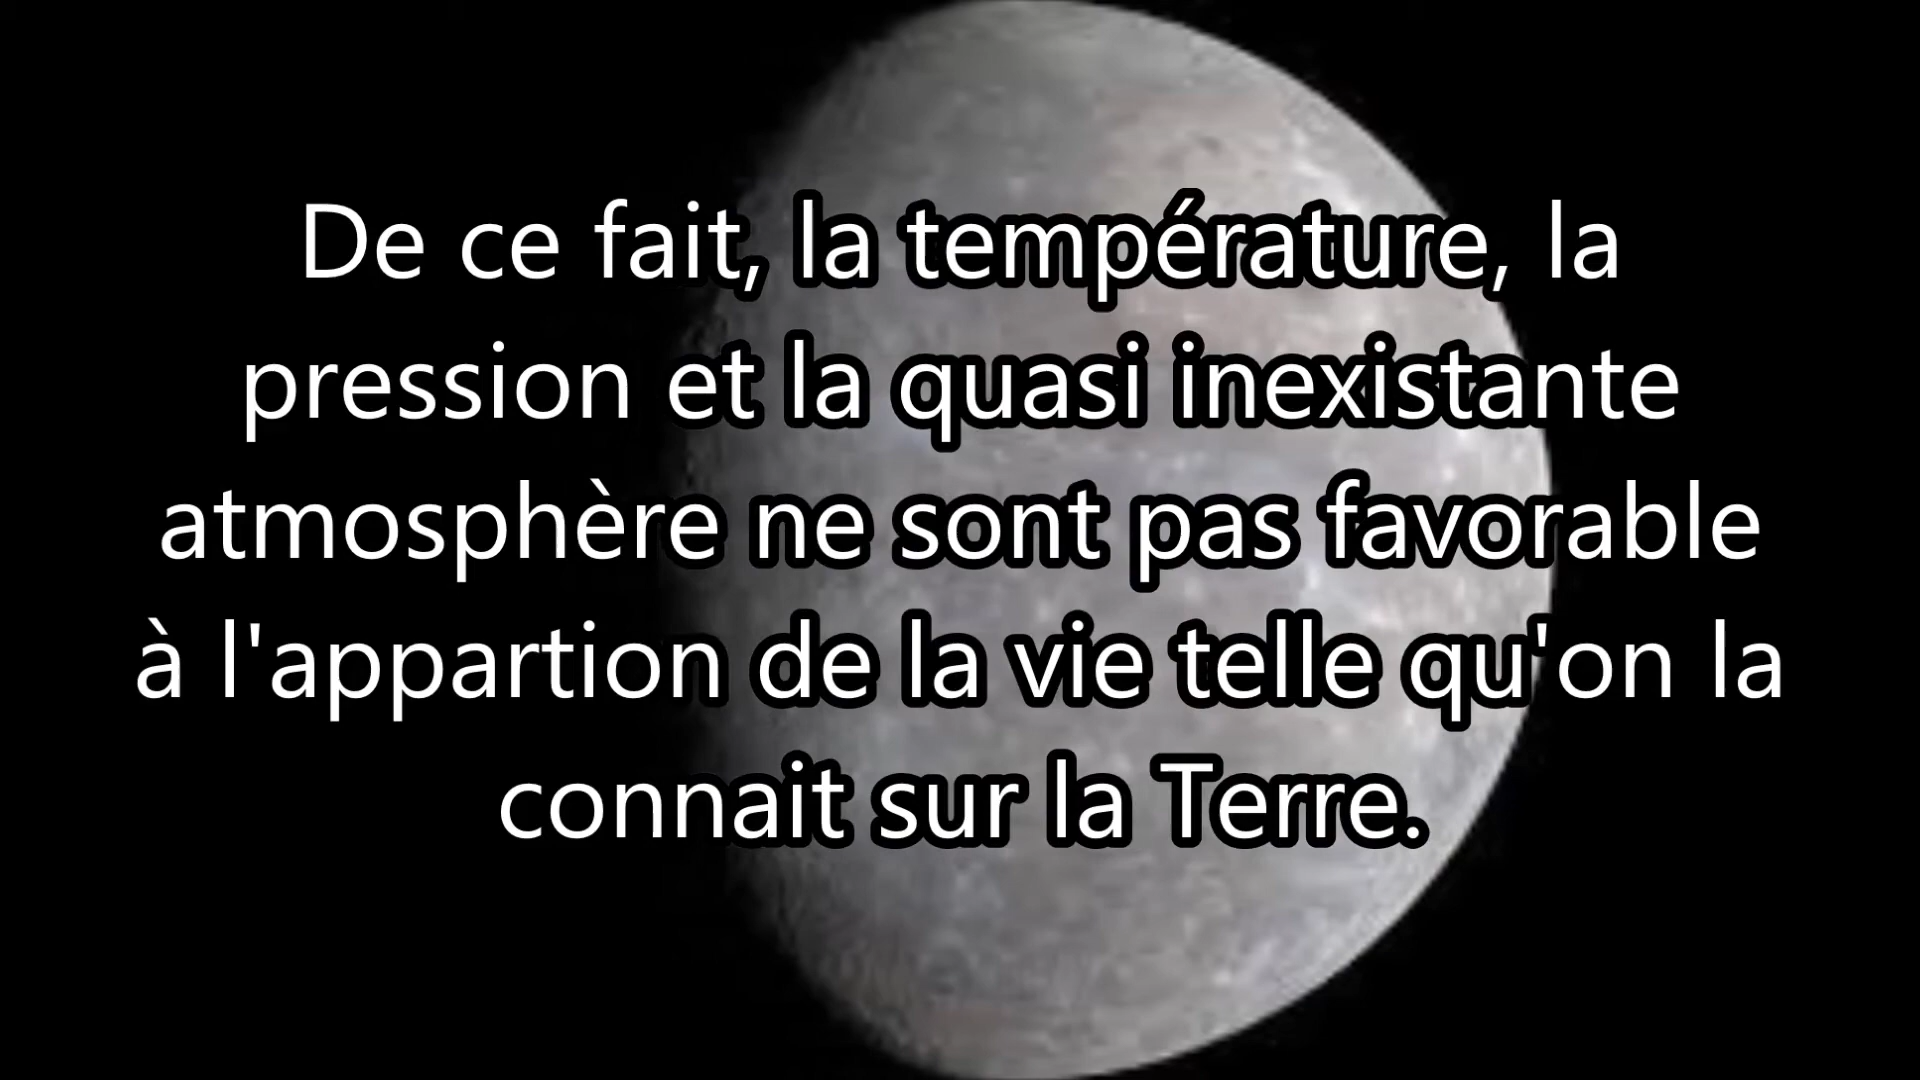 De ce fait, la température, la
pression et la quasi inexistante
atmosphère ne sont pas favorable
à l'appartion de la vie telle qu'on la
connait sur la Terre.